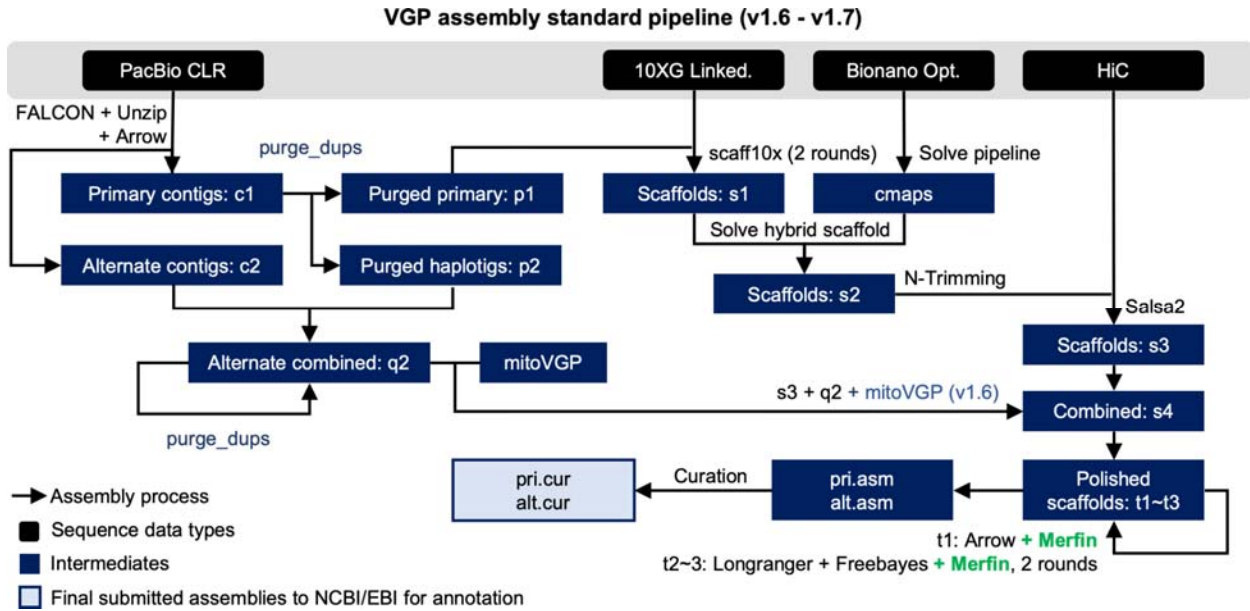 VGP assembly standard pipeline (v1.6 - v1.7)
PacBio CLR
10XG Linked.
Bionano Opt.
HiC
FALCON + Unzip
+ Arrow
purge_dups
scaff10x (2 rounds)
Solve pipeline
Primary contigs: c1
Purged primary: p1
Scaffolds: s1
cmaps
Solve hybrid scaffold
Alternate contigs: c2
Purged haplotigs: p2
Scaffolds: s2
N-Trimming
Salsa2
Alternate combined: q2
mitoVGP
Scaffolds: s3
s3 + q2 + mitoVGP (v1.6)
Combined: s4
purge_dups
pri.cur
alt.cur
Curation
pri.asm
alt.asm
Polished
scaffolds: t1~t3
t1: Arrow + Merfin
t2~3: Longranger + Freebayes + Merfin, 2 rounds
Assembly process
Sequence data types
Intermediates
Final submitted assemblies to NCBI/EBI for annotation